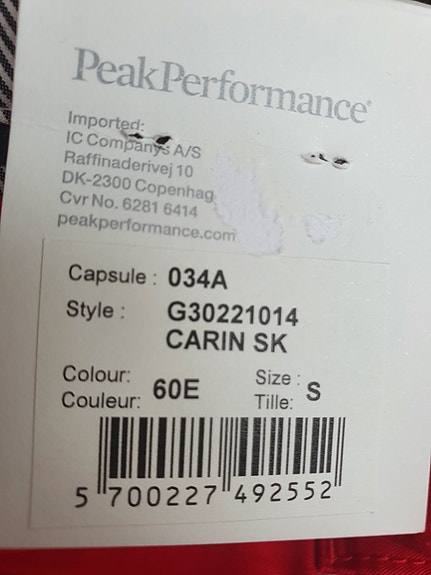 PeakPerformance®
Imported:
IC Companys A/S
Raffinaderivej 10
DK-2300 Copenhag
Cvr No. 6281 6414
peakperformance.com
Capsule : 034A
Style : G30221014
CARIN SK
Colour:
Couleur: 60E
Size :
Tille: S
5 700227 492552